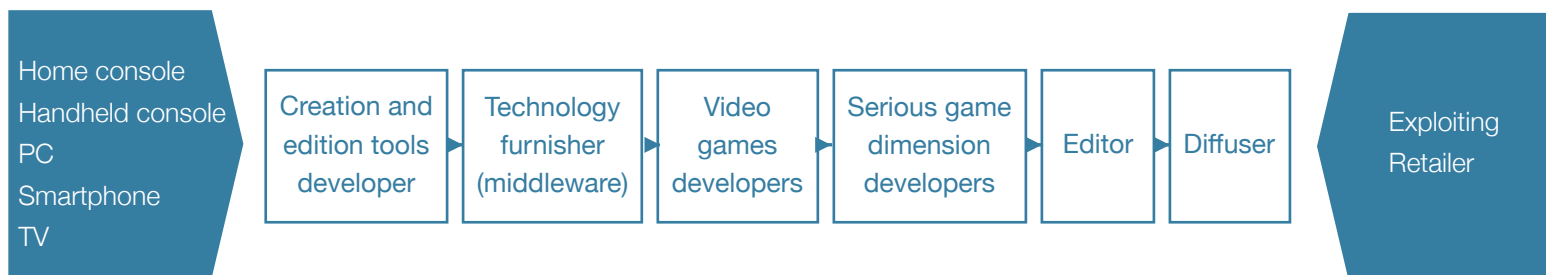 Home console
Handheld console
PC
Smartphone
TV
Creation and
edition tools
developer
Technology
furnisher
(middleware)
Video
games
developers
Serious game
dimension
developers
Editor
Diffuser
Exploiting
Retailer